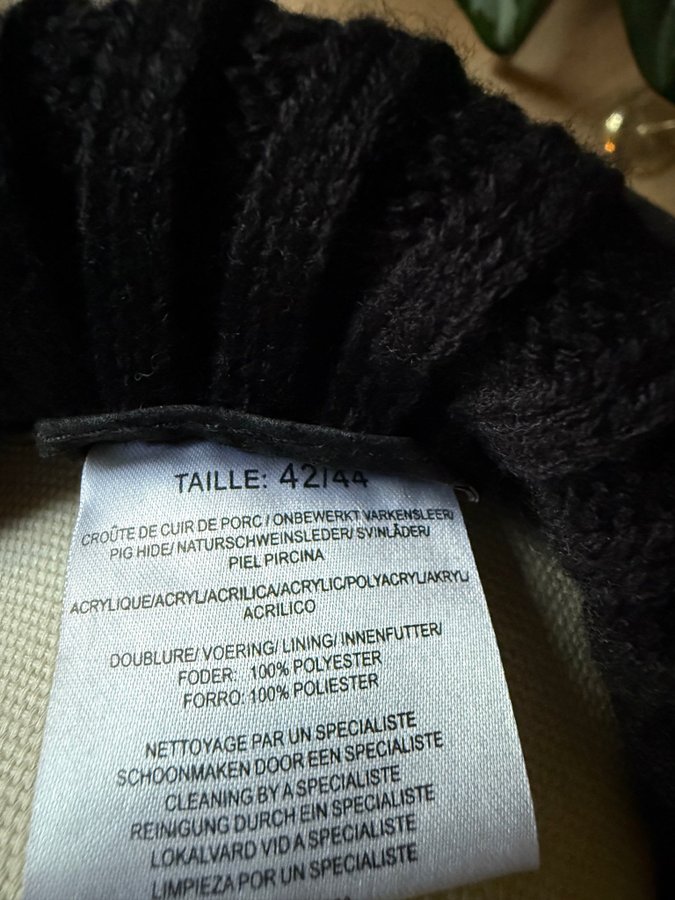 TAILLE: 42/44
CROÛTE DE CUIR DE PORC / ONBEWERKT VARKENSLEER/
PIG HIDE/ NATURSCHWEINSLEDER/ SVINLÄDER/
PIEL PIRCINA
ACRYLIQUE/ACRYL/ACRILICA/ACRYLIC/POLYACRYL/AKRYL/
ACRILICO
DOUBLURE/ VOERING/ LINING/ INNENFUTTER/
FODER: 100% POLYESTER
FORRO: 100% POLIESTER
NETTOYAGE PAR UN SPECIALISTE
SCHOONMAKEN DOOR EEN SPECIALISTE
CLEANING BY A SPECIALISTE
REINIGUNG DURCH EIN SPECIALISTE
LOKALVARD VID A SPECIALISTE
LIMPIEZA POR UN SPECIALISTE